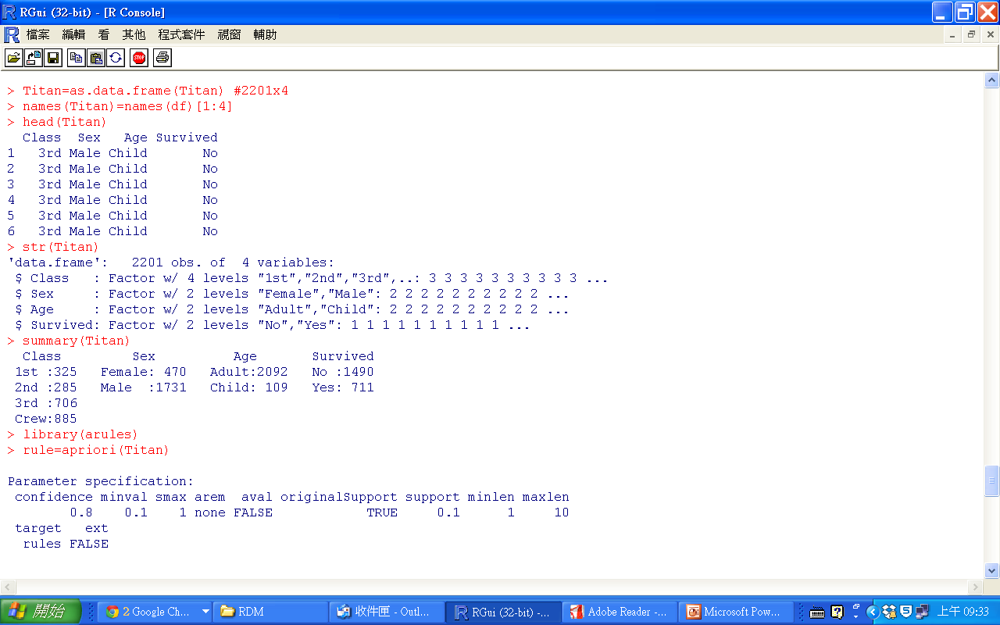 RGui (32-bit) - [R Console]
檔案 編輯 看 其他 程式套件 視窗 輔助
STOP
> Titan=as.data.frame(Titan) #2201x4
> names(Titan)=names(df)[1:4]
> head(Titan)
  Class  Sex   Age Survived
1   3rd Male Child       No
2   3rd Male Child       No
3   3rd Male Child       No
4   3rd Male Child       No
5   3rd Male Child       No
6   3rd Male Child       No
> str(Titan)
'data.frame':   2201 obs. of  4 variables:
 $ Class   : Factor w/ 4 levels "1st","2nd","3rd",..: 3 3 3 3 3 3 3 3 3 3 ...
 $ Sex     : Factor w/ 2 levels "Female","Male": 2 2 2 2 2 2 2 2 2 2 ...
 $ Age     : Factor w/ 2 levels "Adult","Child": 2 2 2 2 2 2 2 2 2 2 ...
 $ Survived: Factor w/ 2 levels "No","Yes": 1 1 1 1 1 1 1 1 1 1 ...
> summary(Titan)
  Class         Sex          Age       Survived
 1st :325   Female: 470   Adult:2092   No :1490
 2nd :285   Male  :1731   Child: 109   Yes: 711
 3rd :706
 Crew:885
> library(arules)
> rule=apriori(Titan)
Parameter specification:
 confidence minval smax arem  aval originalSupport support minlen maxlen
        0.8    0.1    1 none FALSE            TRUE     0.1      1     10
 target   ext
  rules FALSE
開始 2 Google Ch... RDM 收件匣 - Outl... RGui (32-bit) -... Adobe Reader -... Microsoft Pow... 上午 09:33